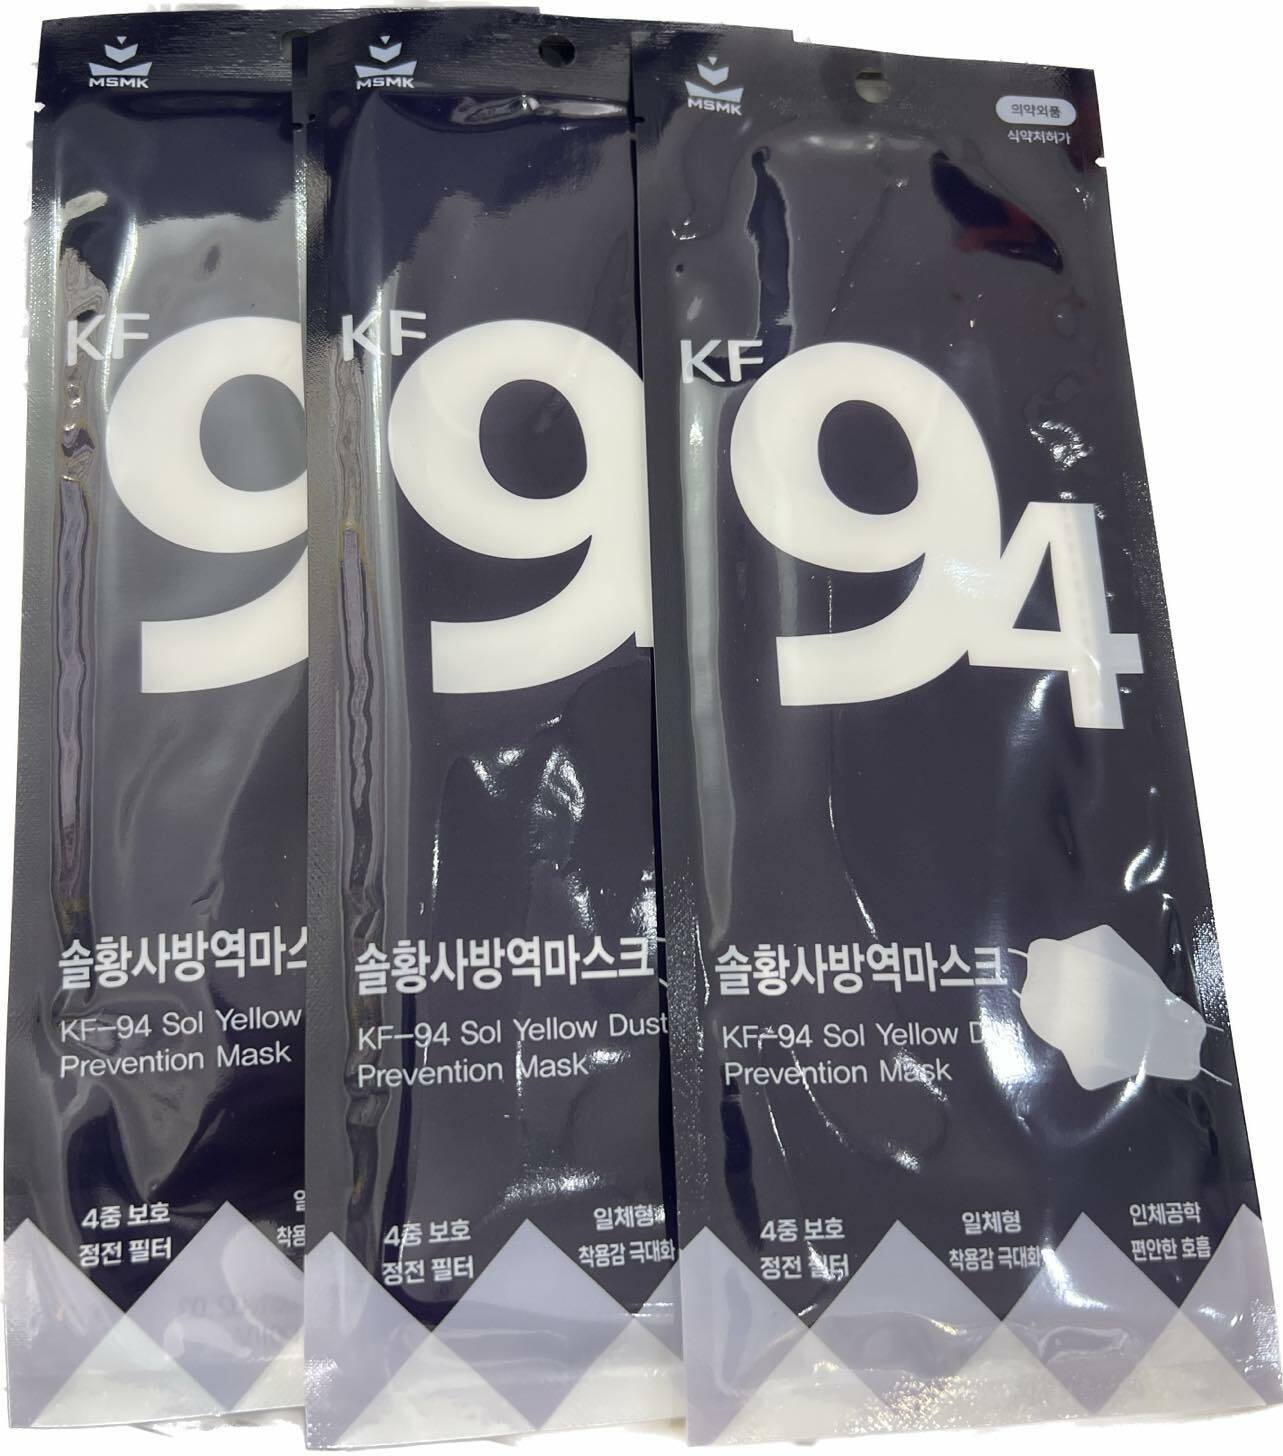 MSMK
KF
9
솔황사방역마스
KF-94 Sol Yellow
Prevention Mask
4중 보호
정전 필터
MSMK
KF
9
솔황사방역마스크
KF-94 Sol Yellow Dust
Prevention Mask
4중 보호
정전 필터
일체형
착용감 극대화
MSMK
의약외품
식약처허가
KF
94
솔황사방역마스크
KF-94 Sol Yellow D
Prevention Mask
4중 보호
정전 필터
일체형
착용감 극대화
인체공학
편안한 호흡